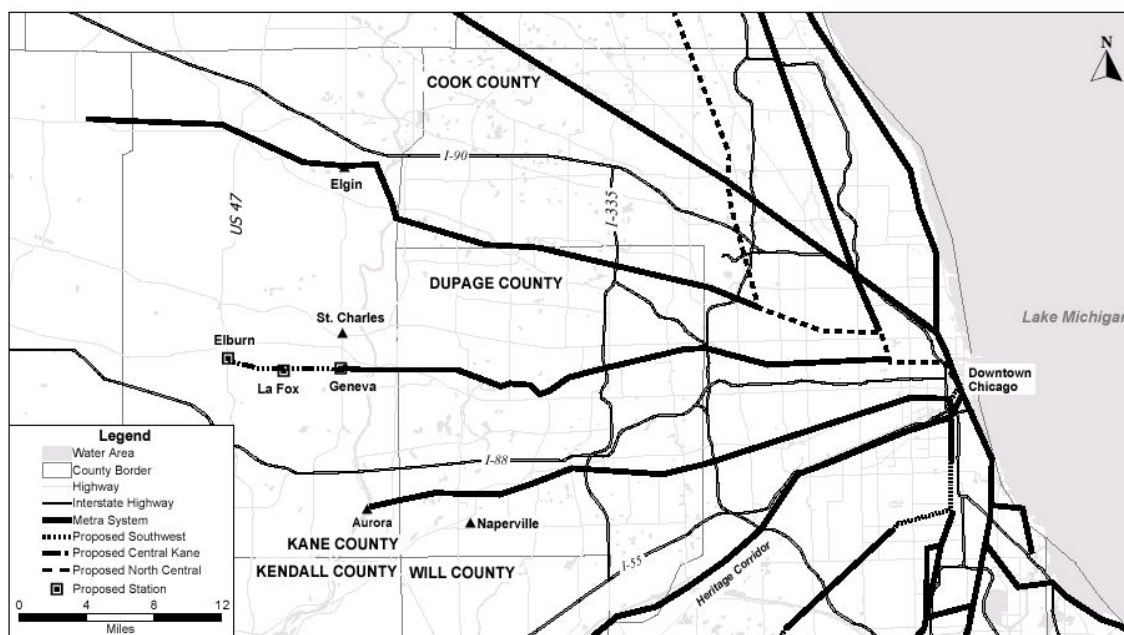 N
COOK COUNTY
I-90
Elgin
US 47
I-335
DUPAGE COUNTY
St. Charles
Lake Michigan
Elburn
La Fox
Geneva
Downtown
Chicago
Legend
Water Area
County Border
Highway
Interstate Highway
Metra System
Proposed Southwest
Proposed Central Kane
Proposed North Central
Proposed Station
0 4 8 12
Miles
I-88
Aurora
Naperville
KANE COUNTY
KENDALL COUNTY
WILL COUNTY
I-55
Heritage Corridor